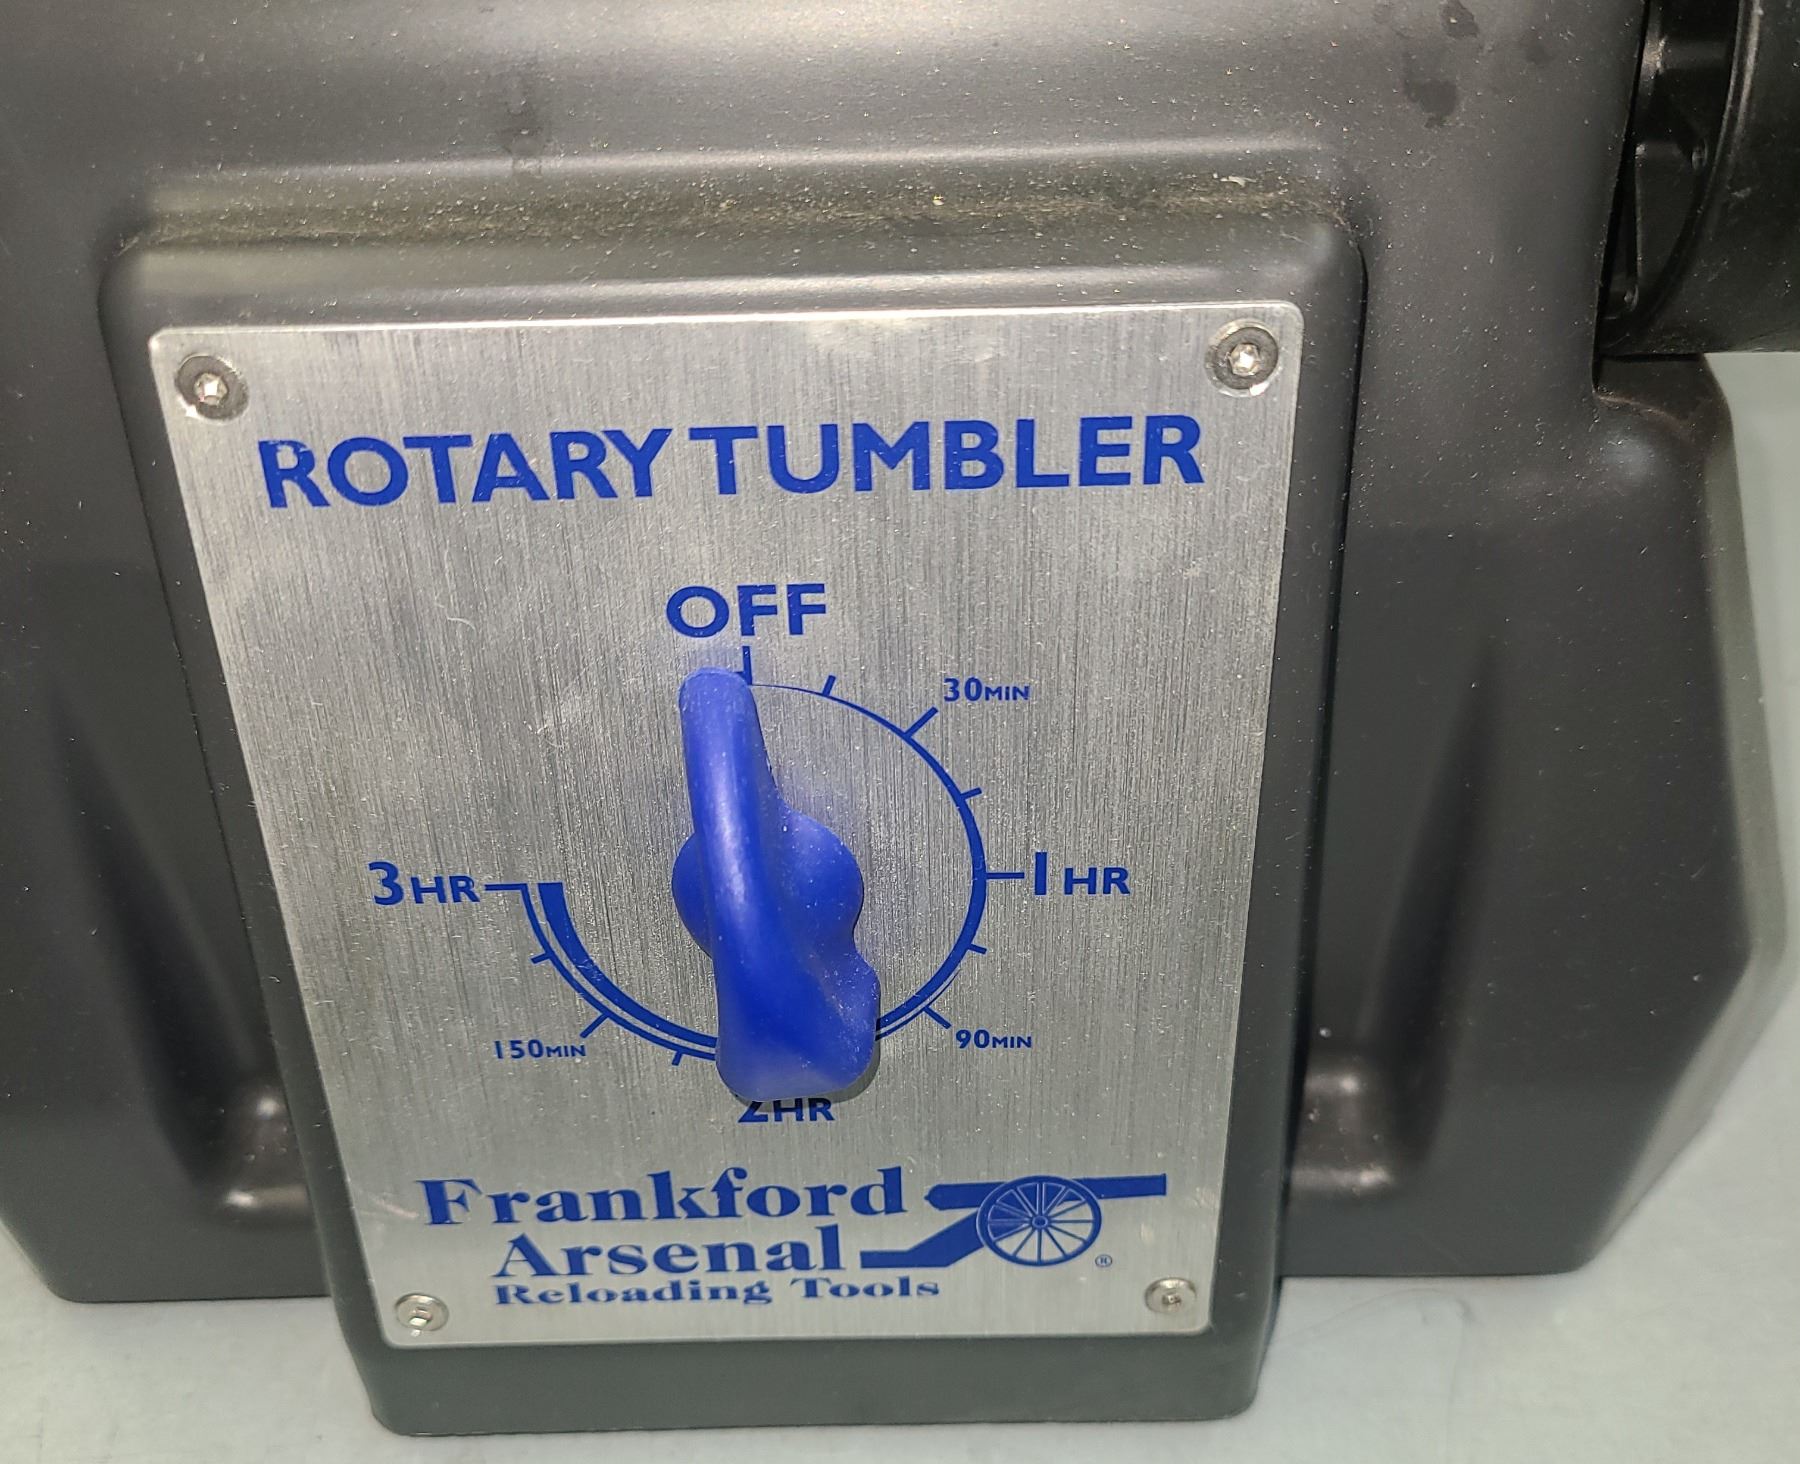 ROTARY TUMBLER
OFF
30MIN
3HR
1HR
150MIN
90MIN
2HR
Frankford
Arsenal
®
Reloading Tools